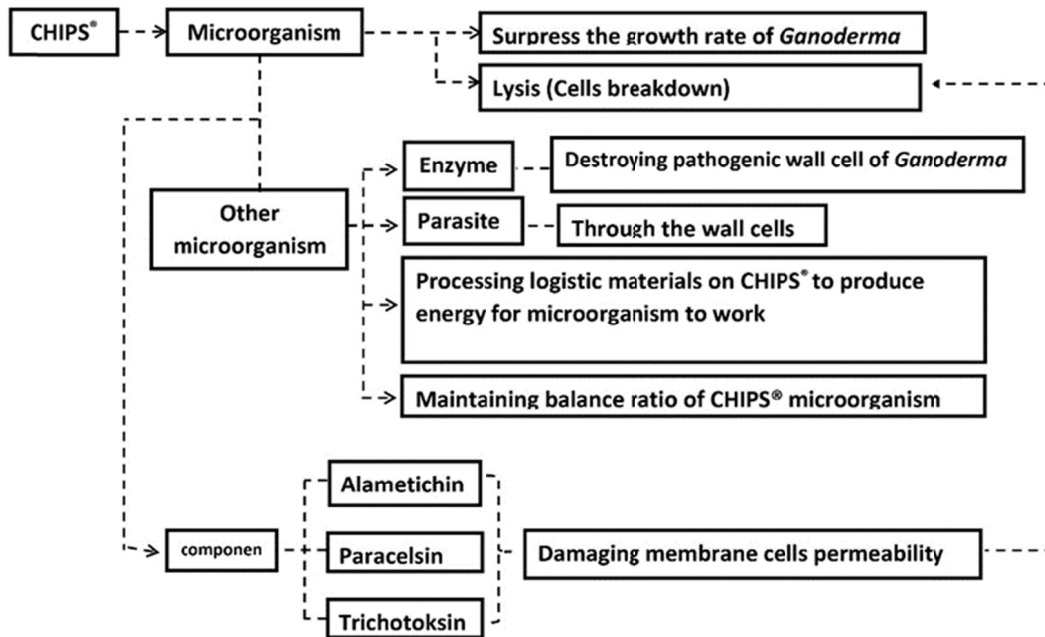 CHIPS®
Microorganism
Surpress the growth rate of Ganoderma
Lysis (Cells breakdown)
Enzyme
Destroying pathogenic wall cell of Ganoderma
Other
microorganism
Parasite
Through the wall cells
Processing logistic materials on CHIPS® to produce
energy for microorganism to work
Maintaining balance ratio of CHIPS® microorganism
Alametichin
componen
Paracelsin
Damaging membrane cells permeability
Trichotoksin